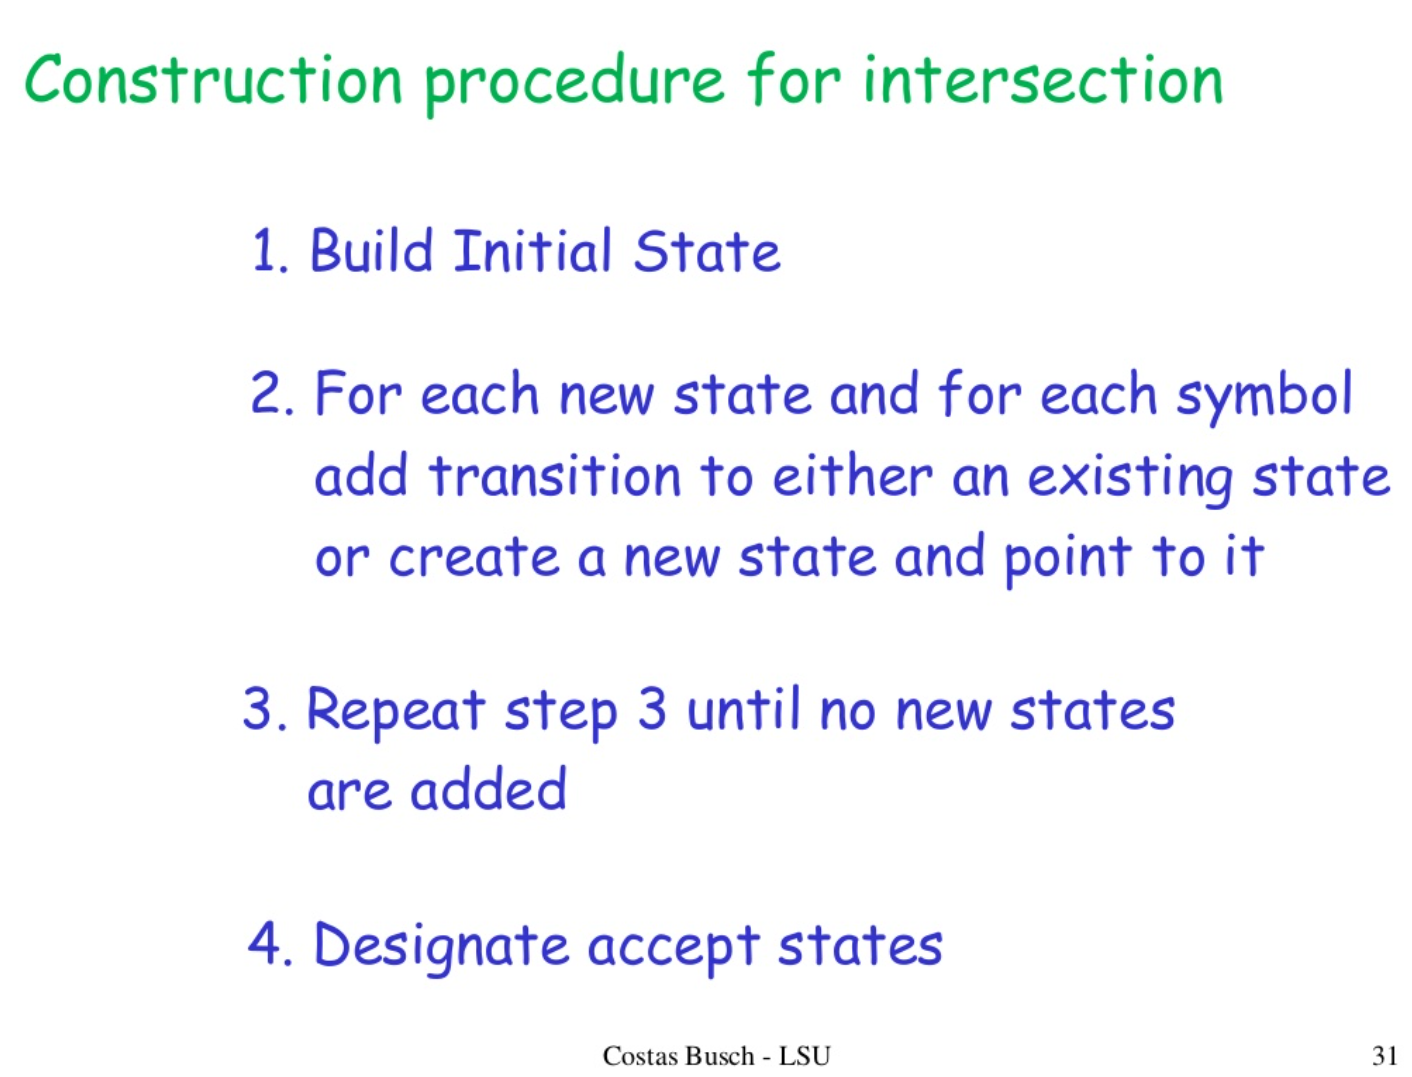 Construction procedure for intersection
1. Build Initial State
2. For each new state and for each symbol
add transition to either an existing state
or create a new state and point to it
3. Repeat step 3 until no new states
are added
4. Designate accept states
Costas Busch - LSU
31